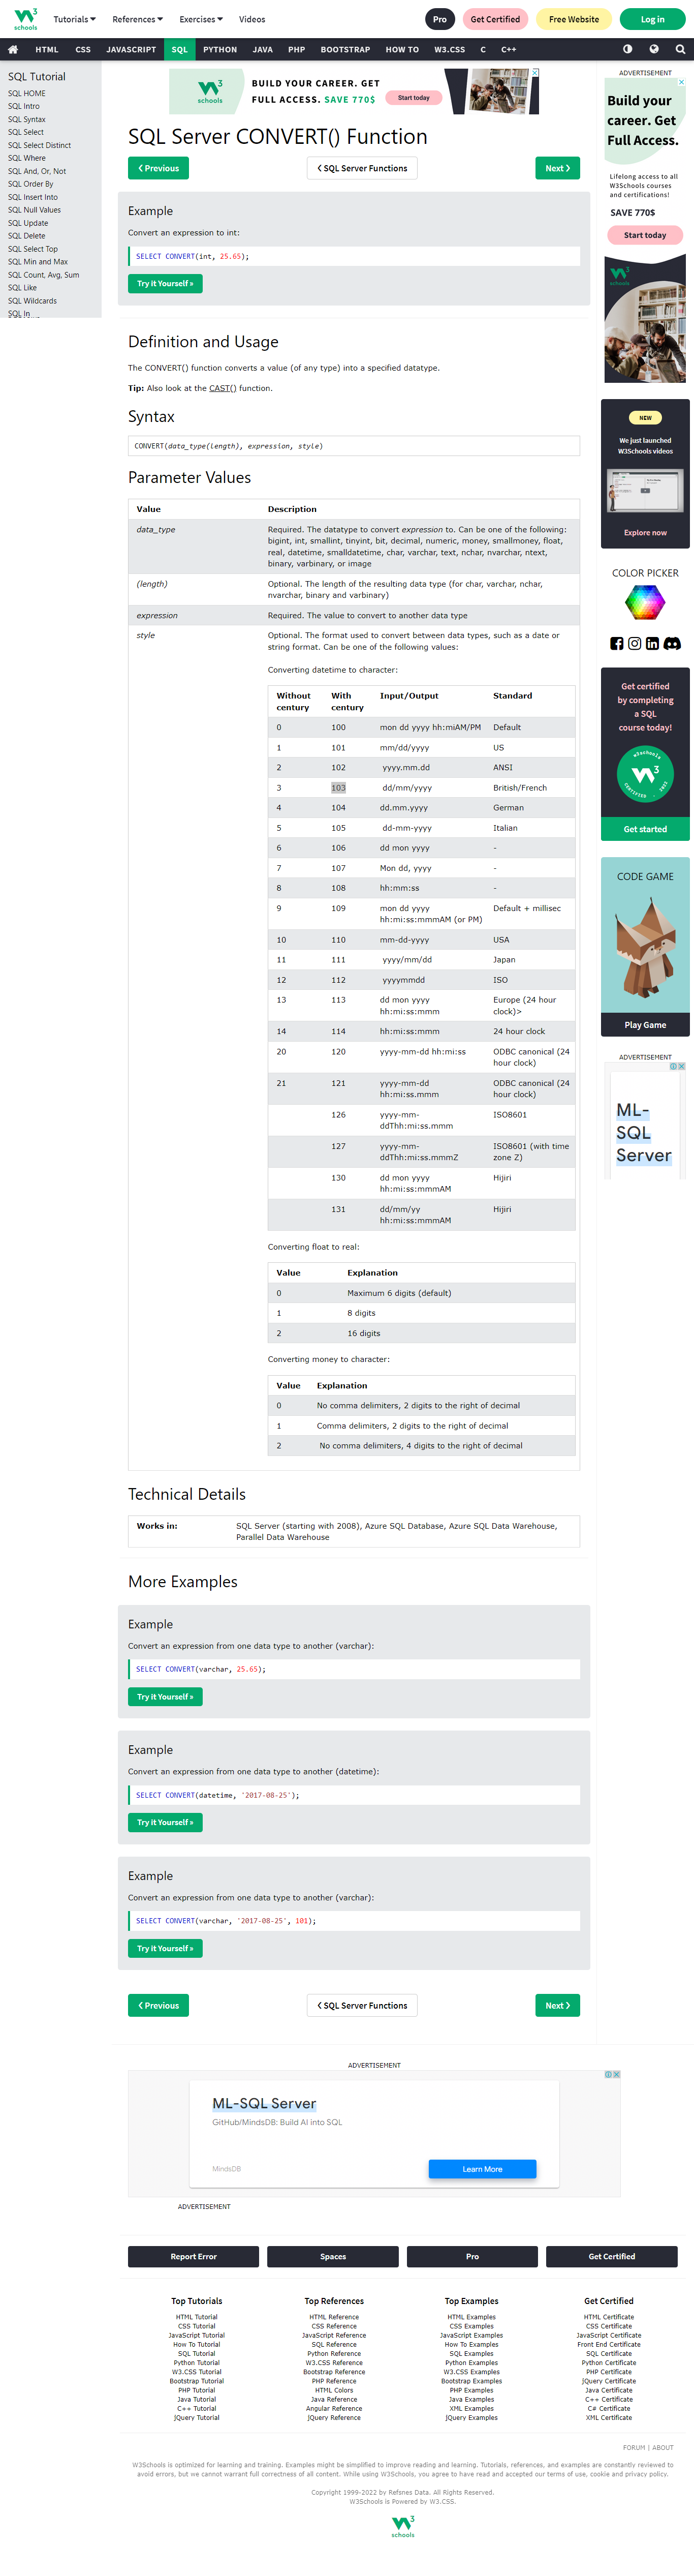 3
schools
Tutorials
References
Exercises
Videos
Pro
Get Certified
Free Website
Log in
HTML
CSS
JAVASCRIPT
SQL
PYTHON
JAVA
PHP
BOOTSTRAP
HOW TO
W3.CSS
C
C++
SQL Tutorial
SQL HOME
SQL Intro
SQL Syntax
SQL Select
SQL Select Distinct
SQL Where
SQL And, Or, Not
SQL Order By
SQL Insert Into
SQL Null Values
SQL Update
SQL Delete
SQL Select Top
SQL Min and Max
SQL Count, Avg, Sum
SQL Like
SQL Wildcards
SQL In
schools
BUILD YOUR CAREER. GET
FULL ACCESS. SAVE 770$
Start today
SQL Server CONVERT() Function
❮ Previous
❮ SQL Server Functions
Next ❯
Example
Convert an expression to int:
SELECT CONVERT(int, 25.65);
Try it Yourself »
Definition and Usage
The CONVERT() function converts a value (of any type) into a specified datatype.
Tip: Also look at the CAST() function.
Syntax
CONVERT(data_type(length), expression, style)
Parameter Values
Value Description
data_type Required. The datatype to convert expression to. Can be one of the following:
bigint, int, smallint, tinyint, bit, decimal, numeric, money, smallmoney, float,
real, datetime, smalldatetime, char, varchar, text, nchar, nvarchar, ntext,
binary, varbinary, or image
(length) Optional. The length of the resulting data type (for char, varchar, nchar,
nvarchar, binary and varbinary)
expression Required. The value to convert to another data type
style Optional. The format used to convert between data types, such as a date or
string format. Can be one of the following values:
Converting datetime to character:
Without With Input/Output Standard
century century
0 100 mon dd yyyy hh:miAM/PM Default
1 101 mm/dd/yyyy US
2 102 yyyy.mm.dd ANSI
3 103 dd/mm/yyyy British/French
4 104 dd.mm.yyyy German
5 105 dd-mm-yyyy Italian
6 106 dd mon yyyy -
7 107 Mon dd, yyyy -
8 108 hh:mm:ss -
9 109 mon dd yyyy Default + millisec
hh:mi:ss:mmmAM (or PM)
10 110 mm-dd-yyyy USA
11 111 yyyy/mm/dd Japan
12 112 yyyymmdd ISO
13 113 dd mon yyyy Europe (24 hour
hh:mi:ss:mmm clock)>
14 114 hh:mi:ss:mmm 24 hour clock
20 120 yyyy-mm-dd hh:mi:ss ODBC canonical (24
hour clock)
21 121 yyyy-mm-dd ODBC canonical (24
hh:mi:ss.mmm hour clock)
126 yyyy-mm- ISO8601
ddThh:mi:ss.mmm
127 yyyy-mm- ISO8601 (with time
ddThh:mi:ss.mmmZ zone Z)
130 dd mon yyyy Hijiri
hh:mi:ss:mmmAM
131 dd/mm/yy Hijiri
hh:mi:ss:mmmAM
Converting float to real:
Value Explanation
0 Maximum 6 digits (default)
1 8 digits
2 16 digits
Converting money to character:
Value Explanation
0 No comma delimiters, 2 digits to the right of decimal
1 Comma delimiters, 2 digits to the right of decimal
2 No comma delimiters, 4 digits to the right of decimal
Technical Details
Works in: SQL Server (starting with 2008), Azure SQL Database, Azure SQL Data Warehouse,
Parallel Data Warehouse
More Examples
Example
Convert an expression from one data type to another (varchar):
SELECT CONVERT(varchar, 25.65);
Try it Yourself »
Example
Convert an expression from one data type to another (datetime):
SELECT CONVERT(datetime, '2017-08-25');
Try it Yourself »
Example
Convert an expression from one data type to another (varchar):
SELECT CONVERT(varchar, '2017-08-25', 101);
Try it Yourself »
❮ Previous
❮ SQL Server Functions
Next ❯
ADVERTISEMENT
Build your
career. Get
Full Access.
Lifelong access to all
W3Schools courses
and certifications!
SAVE 770$
Start today
NEW
We just launched
W3Schools videos
Explore now
COLOR PICKER
Get certified
by completing
a SQL
course today!
w3schools
CERTIFIED . 2022
Get started
CODE GAME
Play Game
ADVERTISEMENT
ML-
SQL
Server
ADVERTISEMENT
ML-SQL Server
GitHub/MindsDB: Build AI into SQL
MindsDB
Learn More
ADVERTISEMENT
Report Error
Spaces
Pro
Get Certified
Top Tutorials
HTML Tutorial
CSS Tutorial
JavaScript Tutorial
How To Tutorial
SQL Tutorial
Python Tutorial
W3.CSS Tutorial
Bootstrap Tutorial
PHP Tutorial
Java Tutorial
C++ Tutorial
jQuery Tutorial
Top References
HTML Reference
CSS Reference
JavaScript Reference
SQL Reference
Python Reference
W3.CSS Reference
Bootstrap Reference
PHP Reference
HTML Colors
Java Reference
Angular Reference
jQuery Reference
Top Examples
HTML Examples
CSS Examples
JavaScript Examples
How To Examples
SQL Examples
Python Examples
W3.CSS Examples
Bootstrap Examples
PHP Examples
Java Examples
XML Examples
jQuery Examples
Get Certified
HTML Certificate
CSS Certificate
JavaScript Certificate
Front End Certificate
SQL Certificate
Python Certificate
PHP Certificate
jQuery Certificate
Java Certificate
C++ Certificate
C# Certificate
XML Certificate
FORUM | ABOUT
W3Schools is optimized for learning and training. Examples might be simplified to improve reading and learning. Tutorials, references, and examples are constantly reviewed to
avoid errors, but we cannot warrant full correctness of all content. While using W3Schools, you agree to have read and accepted our terms of use, cookie and privacy policy.
Copyright 1999-2022 by Refsnes Data. All Rights Reserved.
W3Schools is Powered by W3.CSS.
3
schools